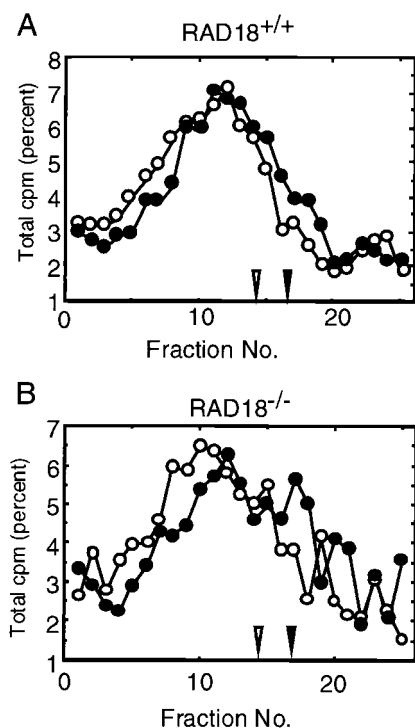 A
RAD18+/+
Total cpm (percent)
8
7
6
5
4
3
2
1
0
10
20
Fraction No.
B
RAD18-/-
Total cpm (percent)
7
6
5
4
3
2
1
0
10
20
Fraction No.